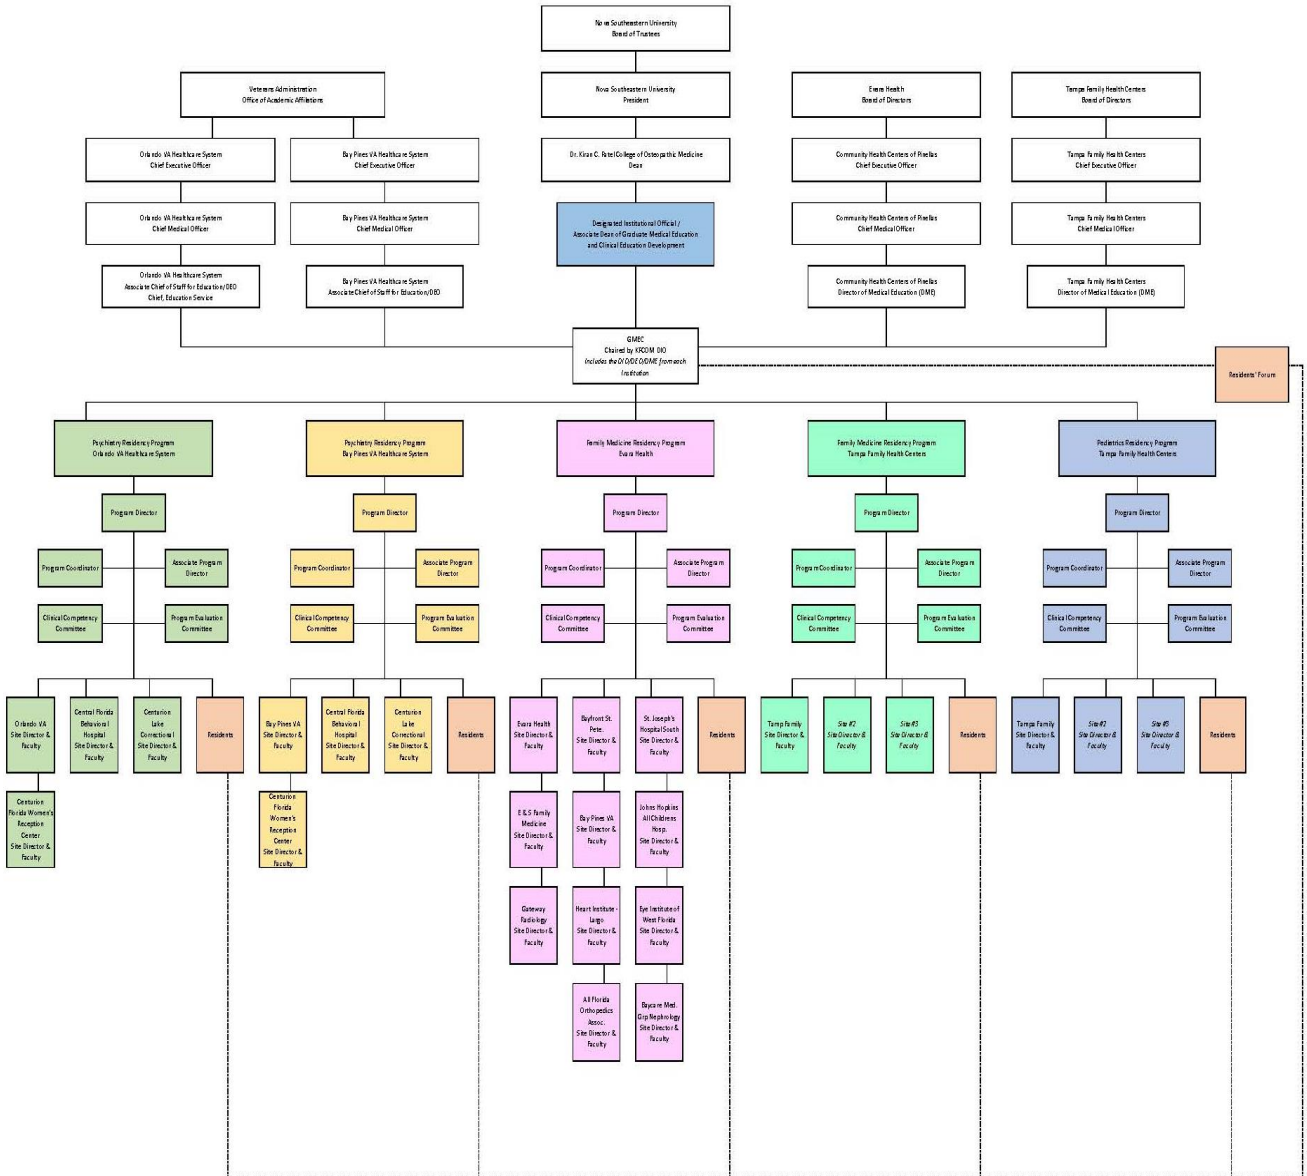 Nova Southeastern University
Board of Trustees
Veterans Administration
Office of Academic Affiliations
Nova Southeastern University
President
Evara Health
Board of Directors
Tampa Family Health Centers
Board of Directors
Orlando VA Healthcare System
Chief Executive Officer
Bay Pines VA Healthcare System
Chief Executive Officer
Dr. Kiran C. Patel College of Osteopathic Medicine
Dean
Community Health Centers of Pinellas
Chief Executive Officer
Tampa Family Health Centers
Chief Executive Officer
Orlando VA Healthcare System
Chief Medical Officer
Bay Pines VA Healthcare System
Chief Medical Officer
Designated Institutional Official /
Associate Dean of Graduate Medical Education
and Clinical Education Development
Community Health Centers of Pinellas
Chief Medical Officer
Tampa Family Health Centers
Chief Medical Officer
Orlando VA Healthcare System
Associate Chief of Staff for Education/DEO
Chief, Education Service
Bay Pines VA Healthcare System
Associate Chief of Staff for Education/DEO
Community Health Centers of Pinellas
Director of Medical Education (DME)
Tampa Family Health Centers
Director of Medical Education (DME)
GMEC
Chaired by KPCOM DIO
Includes the DIO/DEO/DME from each
Institution
Residents' Forum
Psychiatry Residency Program
Orlando VA Healthcare System
Psychiatry Residency Program
Bay Pines VA Healthcare System
Family Medicine Residency Program
Evara Health
Family Medicine Residency Program
Tampa Family Health Centers
Pediatrics Residency Program
Tampa Family Health Centers
Program Director
Program Director
Program Director
Program Director
Program Director
Program Coordinator
Associate Program
Director
Program Coordinator
Associate Program
Director
Program Coordinator
Associate Program
Director
Program Coordinator
Associate Program
Director
Program Coordinator
Associate Program
Director
Clinical Competency
Committee
Program Evaluation
Committee
Clinical Competency
Committee
Program Evaluation
Committee
Clinical Competency
Committee
Program Evaluation
Committee
Clinical Competency
Committee
Program Evaluation
Committee
Clinical Competency
Committee
Program Evaluation
Committee
Orlando VA
Site Director &
Faculty
Central Florida
Behavioral
Hospital
Site Director &
Faculty
Centurion
Lake
Correctional
Site Director &
Faculty
Residents
Bay Pines VA
Site Director &
Faculty
Central Florida
Behavioral
Hospital
Site Director &
Faculty
Centurion
Lake
Correctional
Site Director &
Faculty
Residents
Evara Health
Site Director &
Faculty
Bayfront St.
Pete.
Site Director &
Faculty
St. Joseph's
Hospital South
Site Director &
Faculty
Residents
Tamp Family
Site Director &
Faculty
Site #2
Site Director &
Faculty
Site #3
Site Director &
Faculty
Residents
Tampa Family
Site Director &
Faculty
Site #2
Site Director &
Faculty
Site #3
Site Director &
Faculty
Residents
Centurion
Florida Women's
Reception
Center
Site Director &
Faculty
Centurion
Florida
Women's
Reception
Center
Site Director &
Faculty
E & S Family
Medicine
Site Director &
Faculty
Bay Pines VA
Site Director &
Faculty
Johns Hopkins
All Childrens
Hosp.
Site Director &
Faculty
Gateway
Radiology
Site Director &
Faculty
Heart Institute -
Largo
Site Director &
Faculty
Eye Institute of
West Florida
Site Director &
Faculty
All Florida
Orthopedics
Assoc.
Site Director &
Faculty
Baycare Med.
Grp Nephrology
Site Director &
Faculty